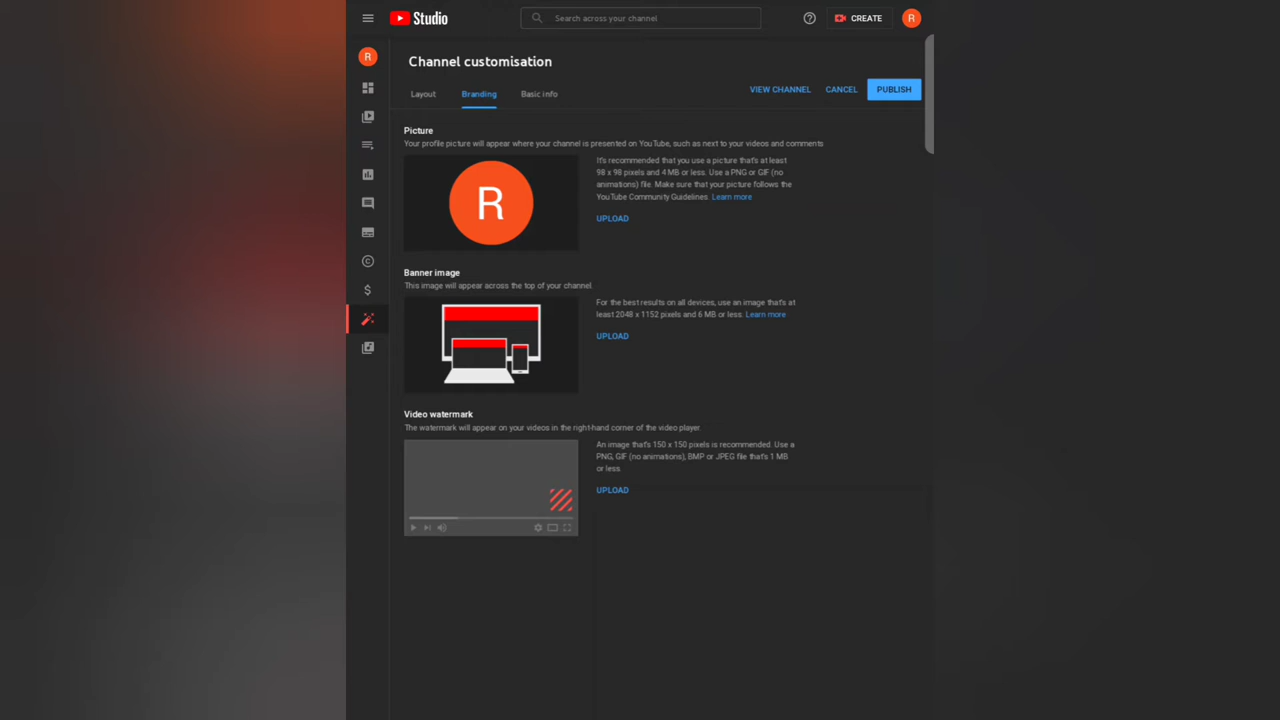 Studio
Search across your channel
CREATE
R
R
Channel customisation
Layout
Branding
Basic info
VIEW CHANNEL
CANCEL
PUBLISH
Picture
Your profile picture will appear where your channel is presented on YouTube, such as next to your videos and comments
R
It's recommended that you use a picture that's at least
98 x 98 pixels and 4 MB or less. Use a PNG or GIF (no
animations) file. Make sure that your picture follows the
YouTube Community Guidelines. Learn more
UPLOAD
Banner image
This image will appear across the top of your channel.
For the best results on all devices, use an image that's at
least 2048 x 1152 pixels and 6 MB or less. Learn more
UPLOAD
Video watermark
The watermark will appear on your videos in the right-hand corner of the video player.
An image that's 150 x 150 pixels is recommended. Use a
PNG, GIF (no animations), BMP or JPEG file that's 1 MB
or less.
UPLOAD